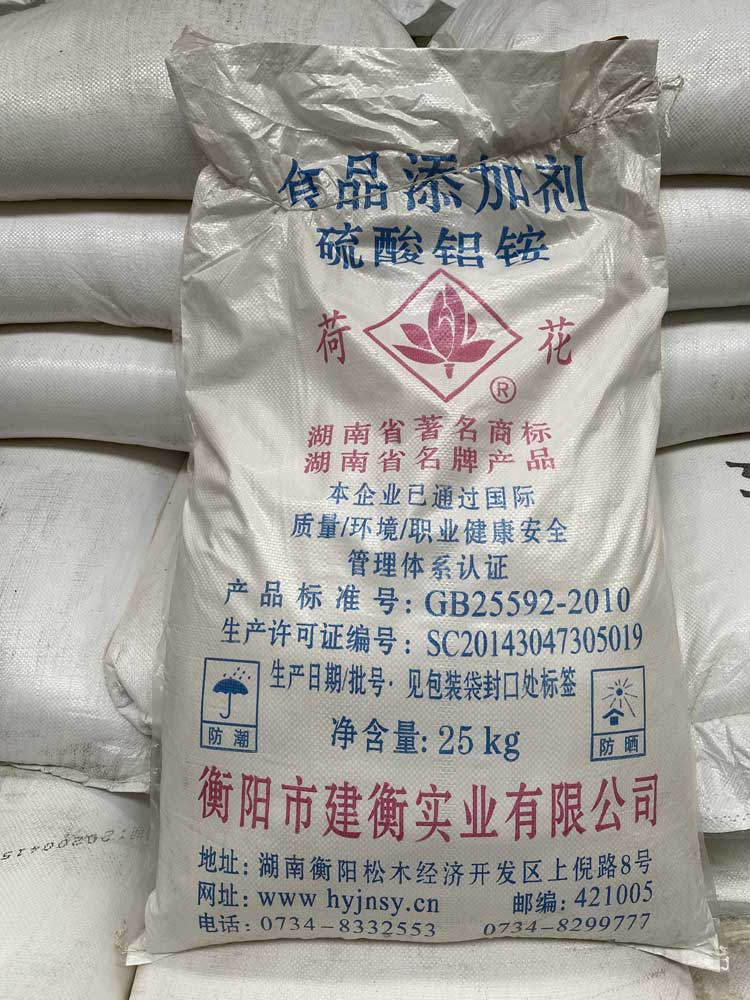 食品添加剂
硫酸铝铵
荷 花
®
湖南省著名商标
湖南省名牌产品
本企业已通过国际
质量/环境/职业健康安全
管理体系认证
产品标准号: GB25592-2010
生产许可证编号: SC20143047305019
生产日期/批号·见包装袋封口处标签
防潮
净含量: 25 kg
防晒
衡阳市建衡实业有限公司
地址: 湖南衡阳松木经济开发区上倪路8号
网址: www hyjnsy.cn 邮编: 421005
电话: 0734-8332553 0734-8299777